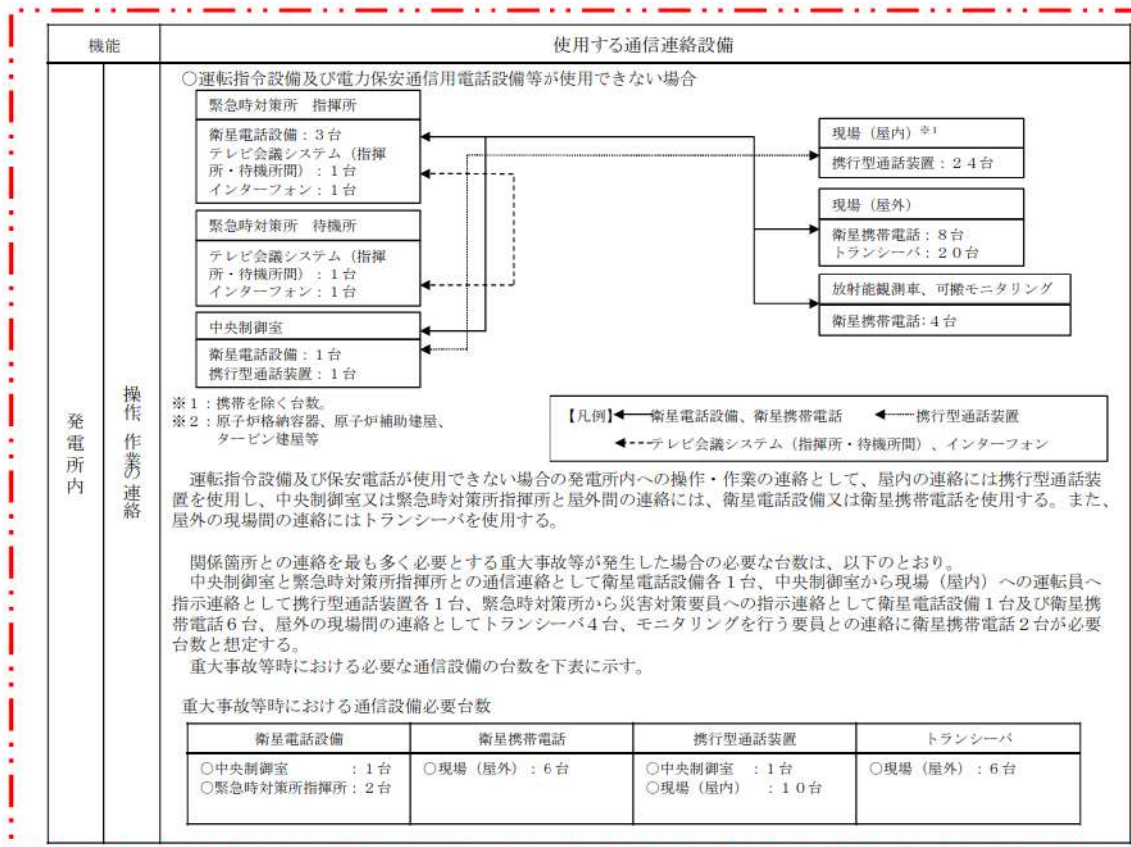 機能
使用する通信連絡設備
発電所内
操作、作業の連絡
○運転指令設備及び電力保安通信用電話設備等が使用できない場合
緊急時対策所 指揮所
衛星電話設備：３台
テレビ会議システム（指揮
所・待機所間）：１台
インターフォン：１台
緊急時対策所 待機所
テレビ会議システム（指揮
所・待機所間）：１台
インターフォン：１台
中央制御室
衛星電話設備：１台
携行型通話装置：１台
現場（屋内）※1
携行型通話装置：２４台
現場（屋外）
衛星携帯電話：８台
トランシーバ：２０台
放射能観測車、可搬モニタリング
衛星携帯電話：４台
※１：携帯を除く台数。
※２：原子炉格納容器、原子炉補助建屋、
タービン建屋等
【凡例】 衛星電話設備、衛星携帯電話 携行型通話装置
テレビ会議システム（指揮所・待機所間）、インターフォン
運転指令設備及び保安電話が使用できない場合の発電所内への操作・作業の連絡として、屋内の連絡には携行型通話装
置を使用し、中央制御室又は緊急時対策所指揮所と屋外間の連絡には、衛星電話設備又は衛星携帯電話を使用する。また、
屋外の現場間の連絡にはトランシーバを使用する。
関係箇所との連絡を最も多く必要とする重大事故等が発生した場合の必要な台数は、以下のとおり。
中央制御室と緊急時対策所指揮所との通信連絡として衛星電話設備各１台、中央制御室から現場（屋内）への運転員へ
指示連絡として携行型通話装置各１台、緊急時対策所から災害対策要員への指示連絡として衛星電話設備１台及び衛星携
帯電話６台、屋外の現場間の連絡としてトランシーバ４台、モニタリングを行う要員との連絡に衛星携帯電話２台が必要
台数と想定する。
重大事故等時における必要な通信設備の台数を下表に示す。
重大事故等時における通信設備必要台数
衛星電話設備
衛星携帯電話
携行型通話装置
トランシーバ
○中央制御室 ：１台
○緊急時対策所指揮所：２台
○現場（屋外）：６台
○中央制御室 ：１台
○現場（屋内） ：１０台
○現場（屋外）：６台